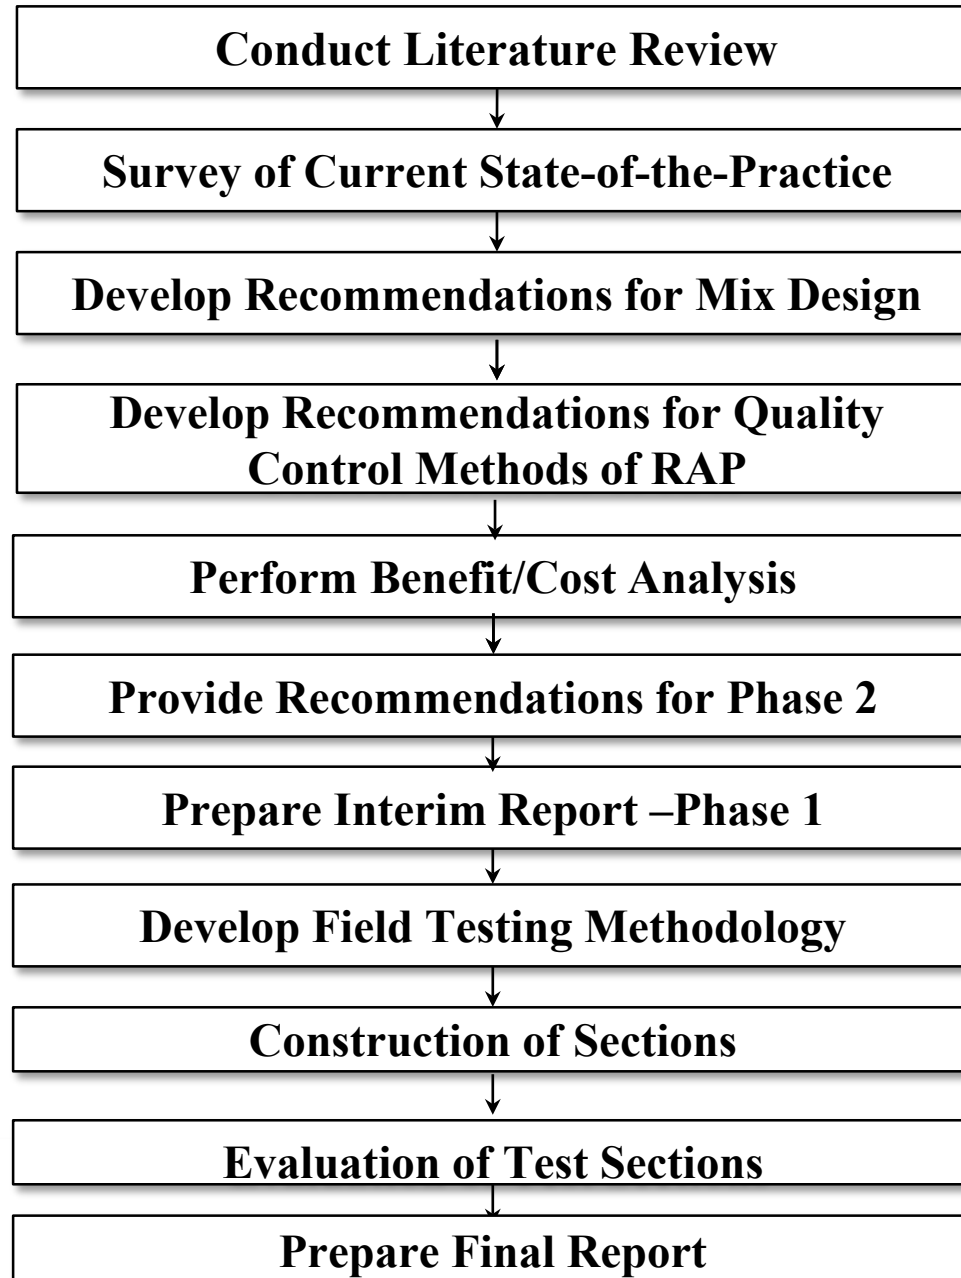 Conduct Literature Review
Survey of Current State-of-the-Practice
Develop Recommendations for Mix Design
Develop Recommendations for Quality
Control Methods of RAP
Perform Benefit/Cost Analysis
Provide Recommendations for Phase 2
Prepare Interim Report –Phase 1
Develop Field Testing Methodology
Construction of Sections
Evaluation of Test Sections
Prepare Final Report